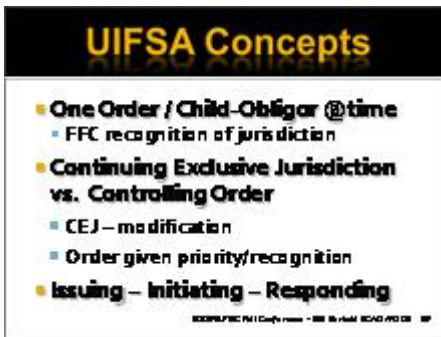 UIFSA Concepts
One Order / Child-Obligor @ time
FFC recognition of jurisdiction
Continuing Exclusive Jurisdiction
vs. Controlling Order
CEJ – modification
Order given priority/recognition
Issuing – Initiating – Responding